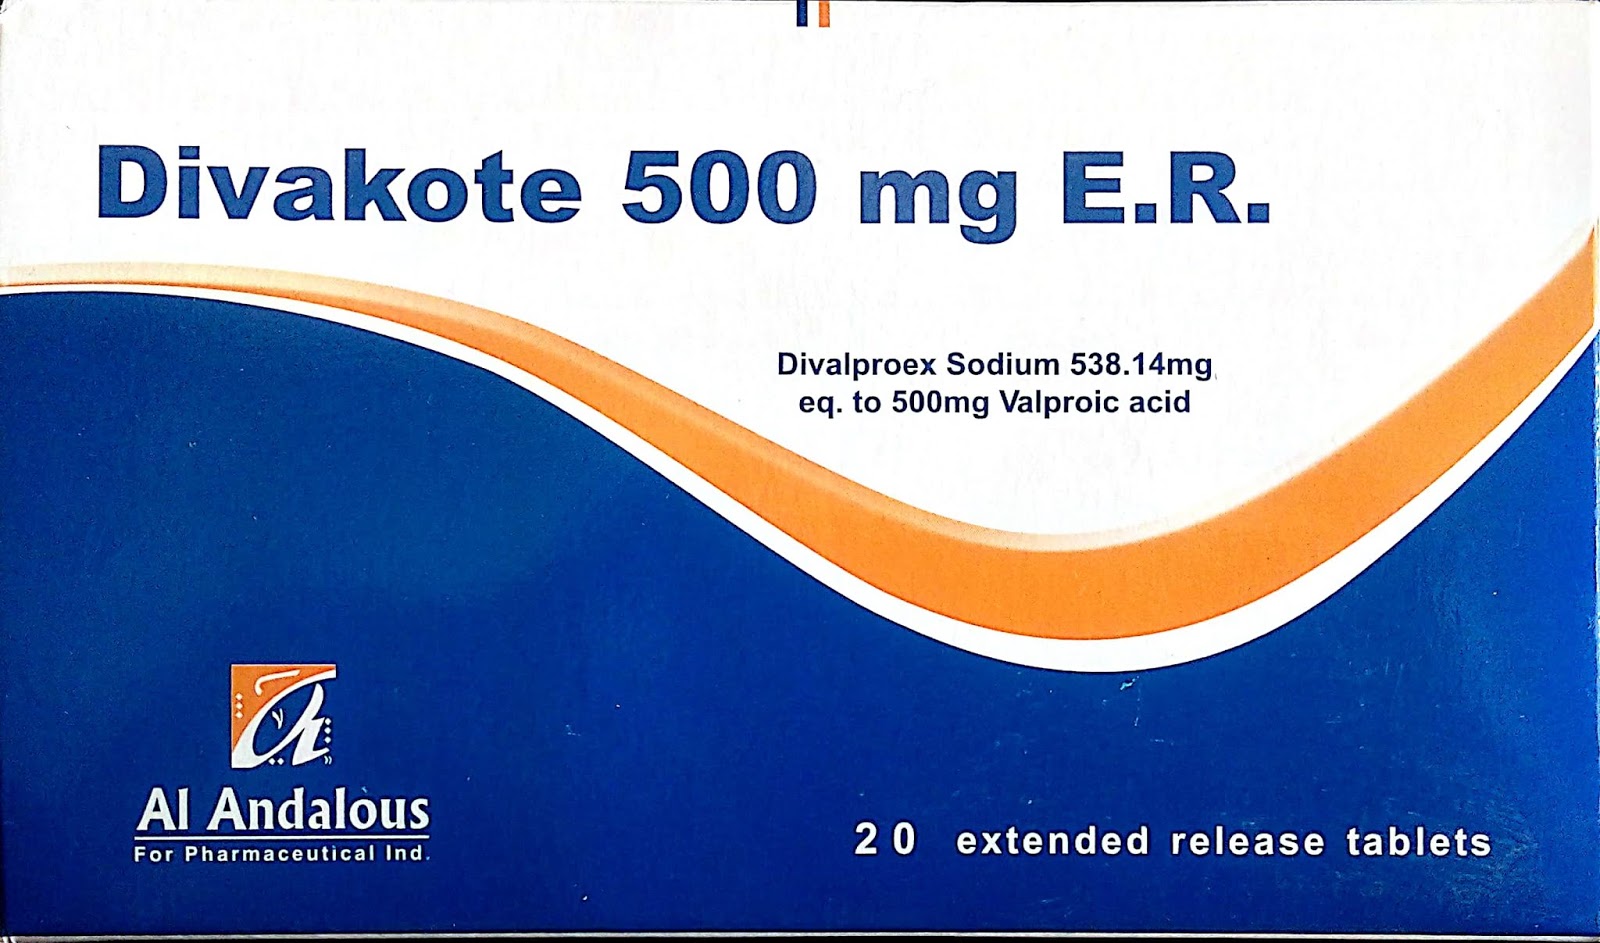 Divakote 500 mg E.R.
Divalproex Sodium 538.14mg
eq. to 500mg Valproic acid
Al Andalous
For Pharmaceutical Ind.
20 extended release tablets